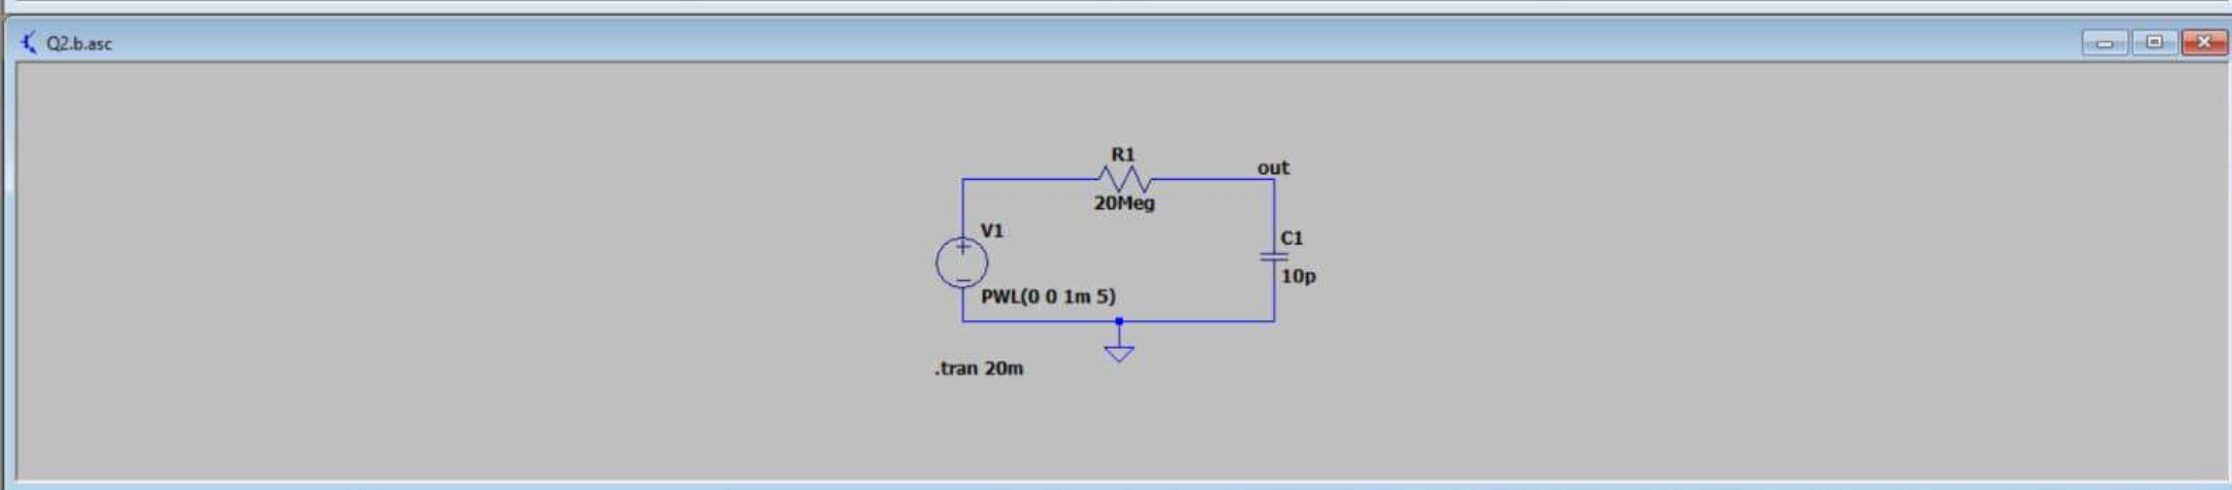 Q2.b.asc
R1
out
20Meg
V1
C1
10p
PWL(0 0 1m 5)
.tran 20m